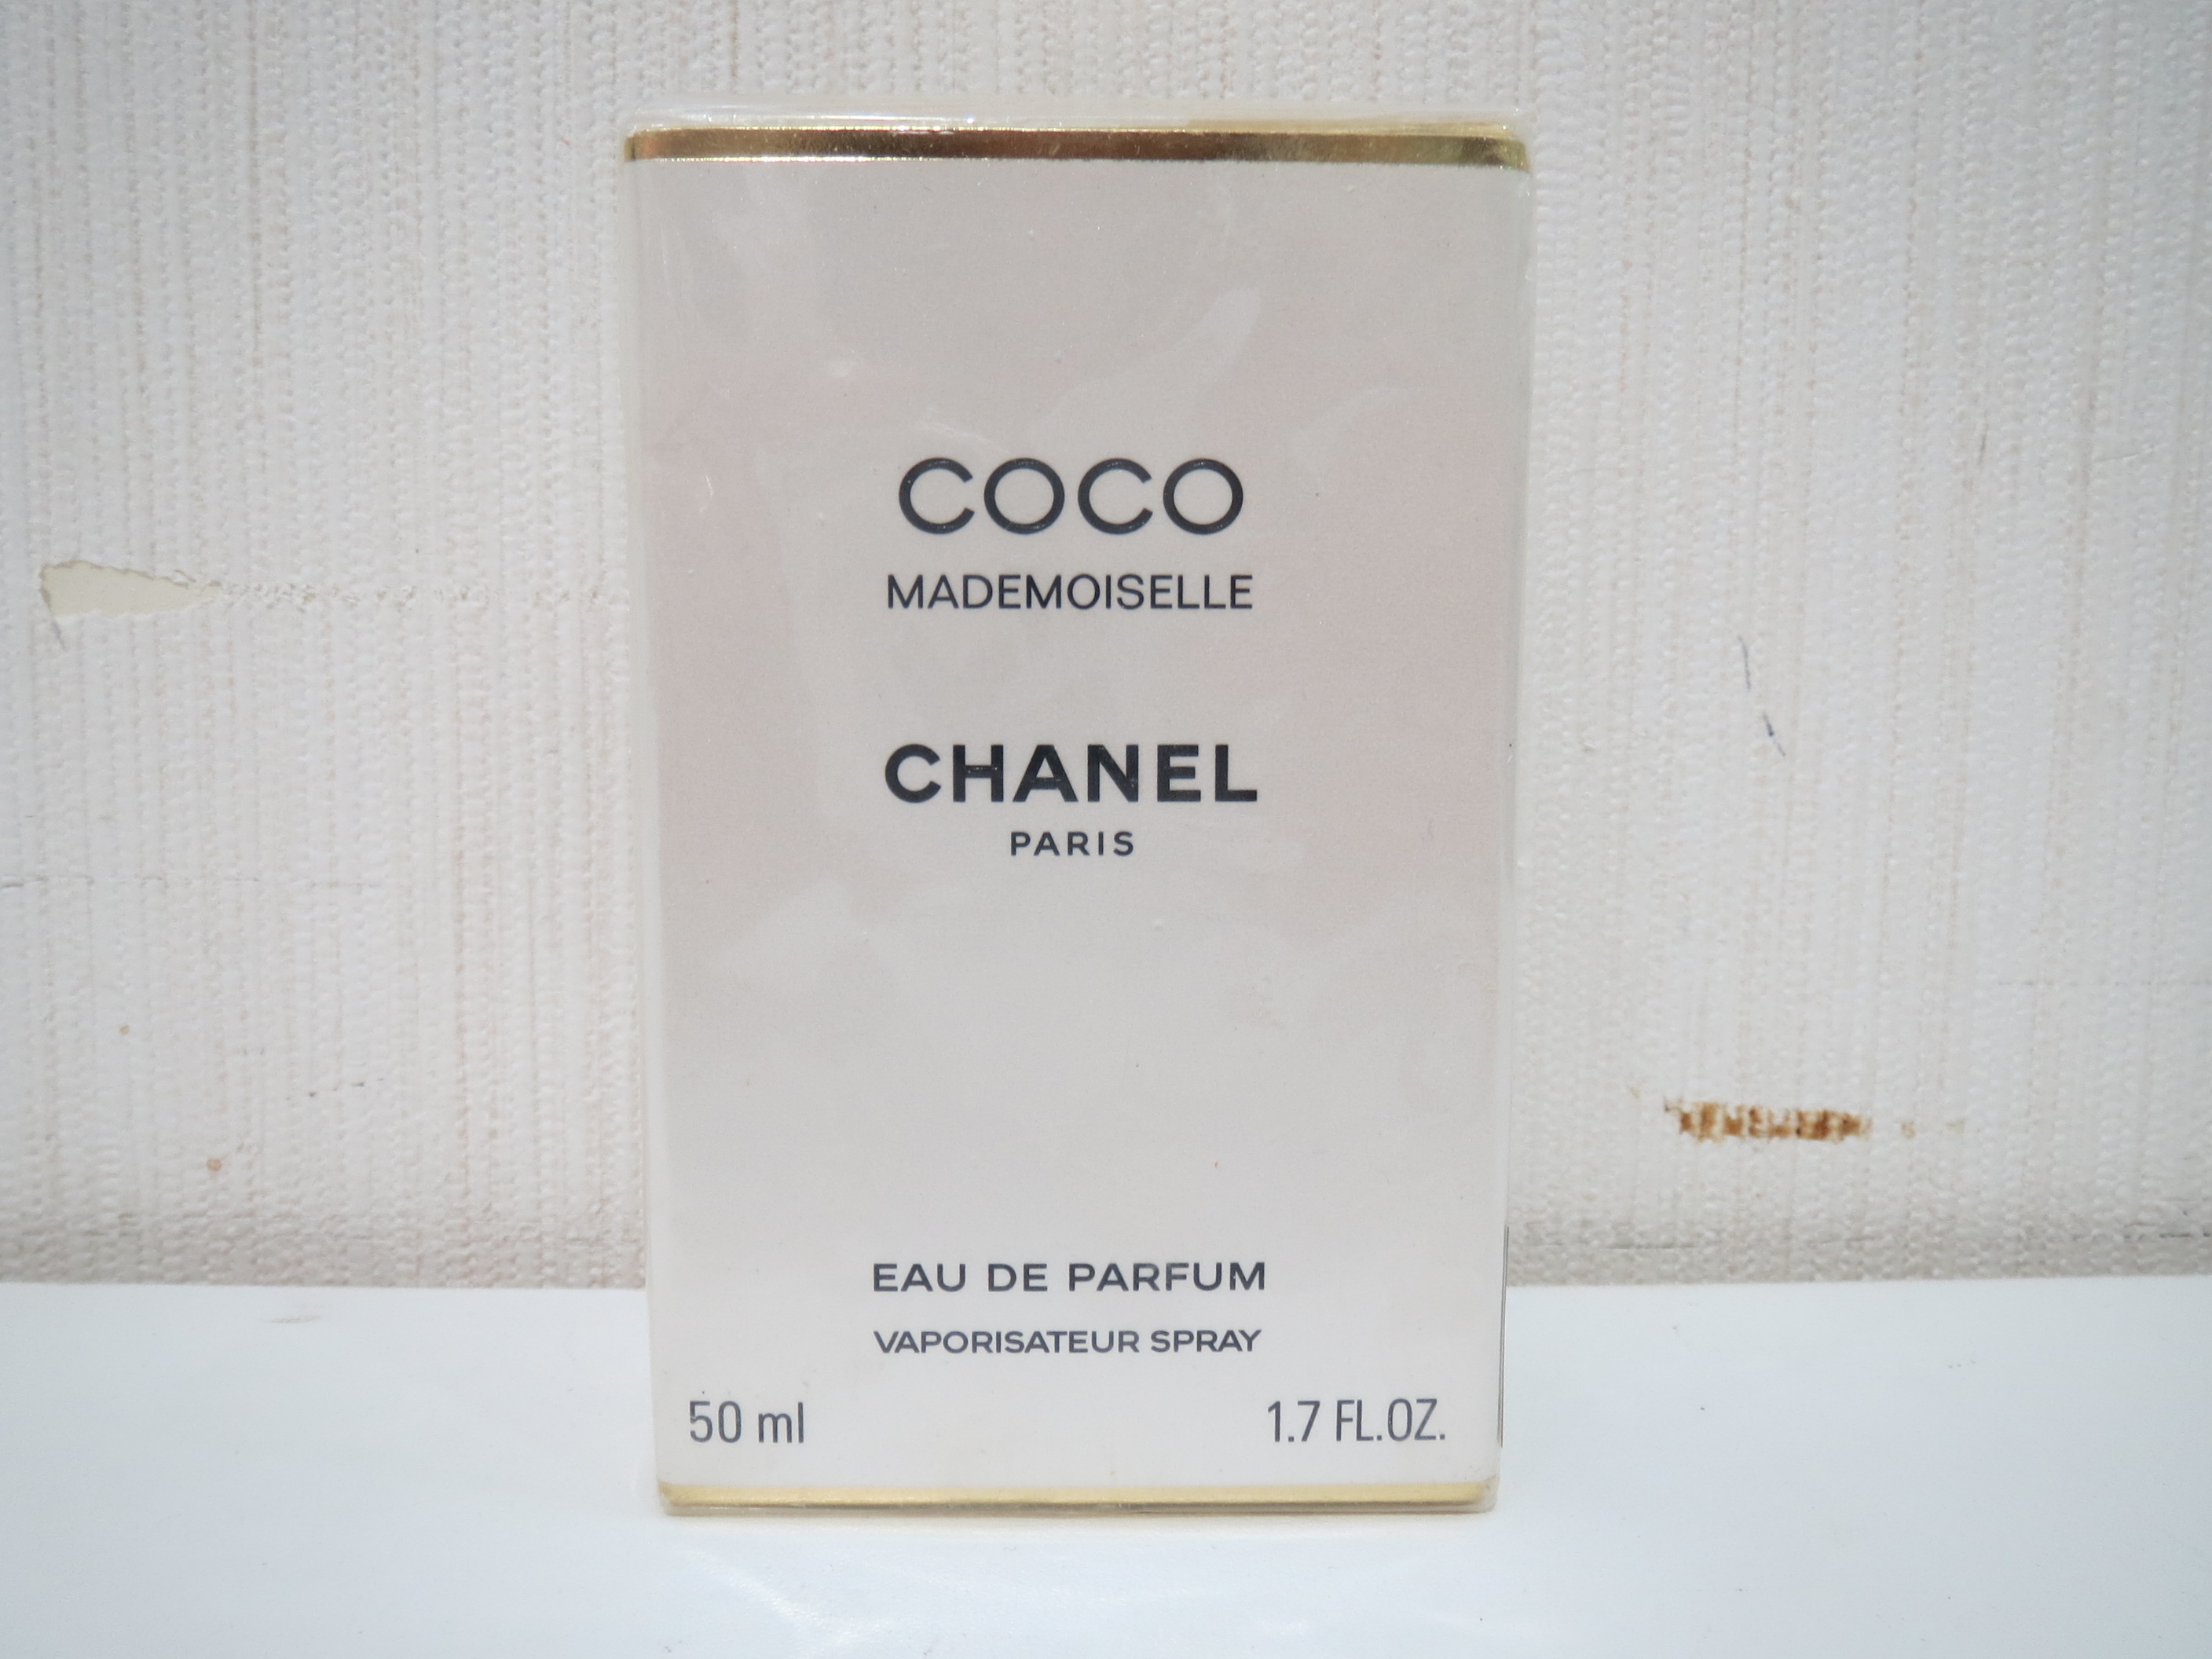 COCO
MADEMOISELLE
CHANEL
PARIS
EAU DE PARFUM
VAPORISATEUR SPRAY
50 ml 1.7 FL.OZ.